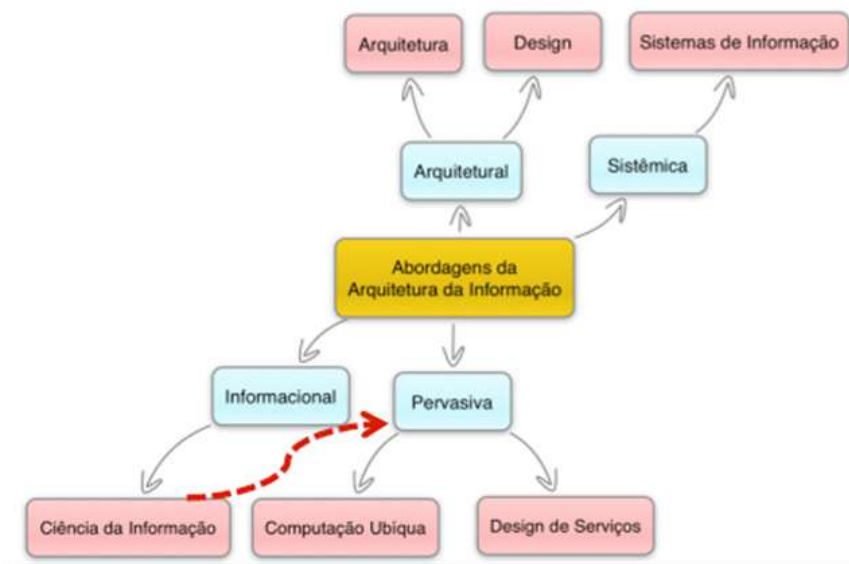 Arquitetura
Design
Sistemas de Informação
Arquitetural
Sistêmica
Abordagens da
Arquitetura da Informação
Informacional
Pervasiva
Ciência da Informação
Computação Ubíqua
Design de Serviços